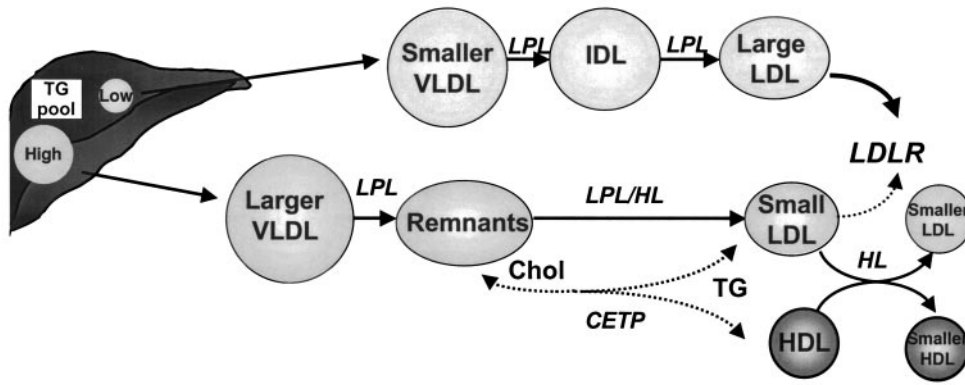 TG
pool
Low
High
Smaller
VLDL
LPL
IDL
LPL
Large
LDL
LDLR
Larger
VLDL
LPL
Remnants
LPL/HL
Small
LDL
Smaller
LDL
Chol
TG
CETP
HL
HDL
Smaller
HDL